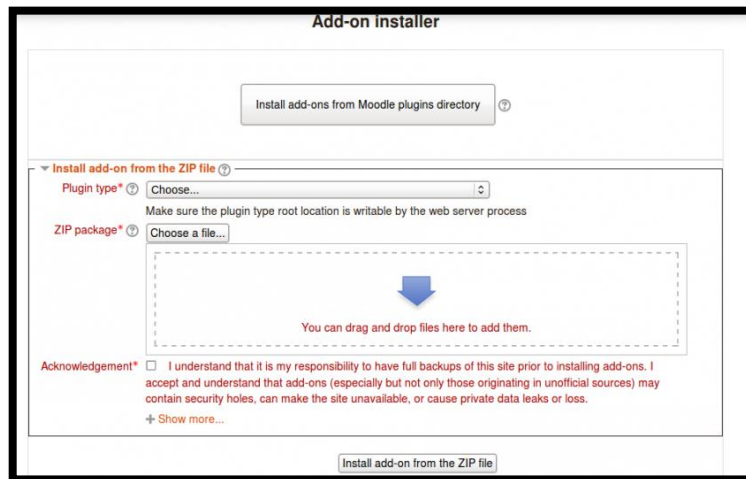 Add-on installer
Install add-ons from Moodle plugins directory
Install add-on from the ZIP file
Plugin type* Choose...
Make sure the plugin type root location is writable by the web server process
ZIP package* Choose a file...
You can drag and drop files here to add them.
Acknowledgement* I understand that it is my responsibility to have full backups of this site prior to installing add-ons. I
accept and understand that add-ons (especially but not only those originating in unofficial sources) may
contain security holes, can make the site unavailable, or cause private data leaks or loss.
Show more...
Install add-on from the ZIP file